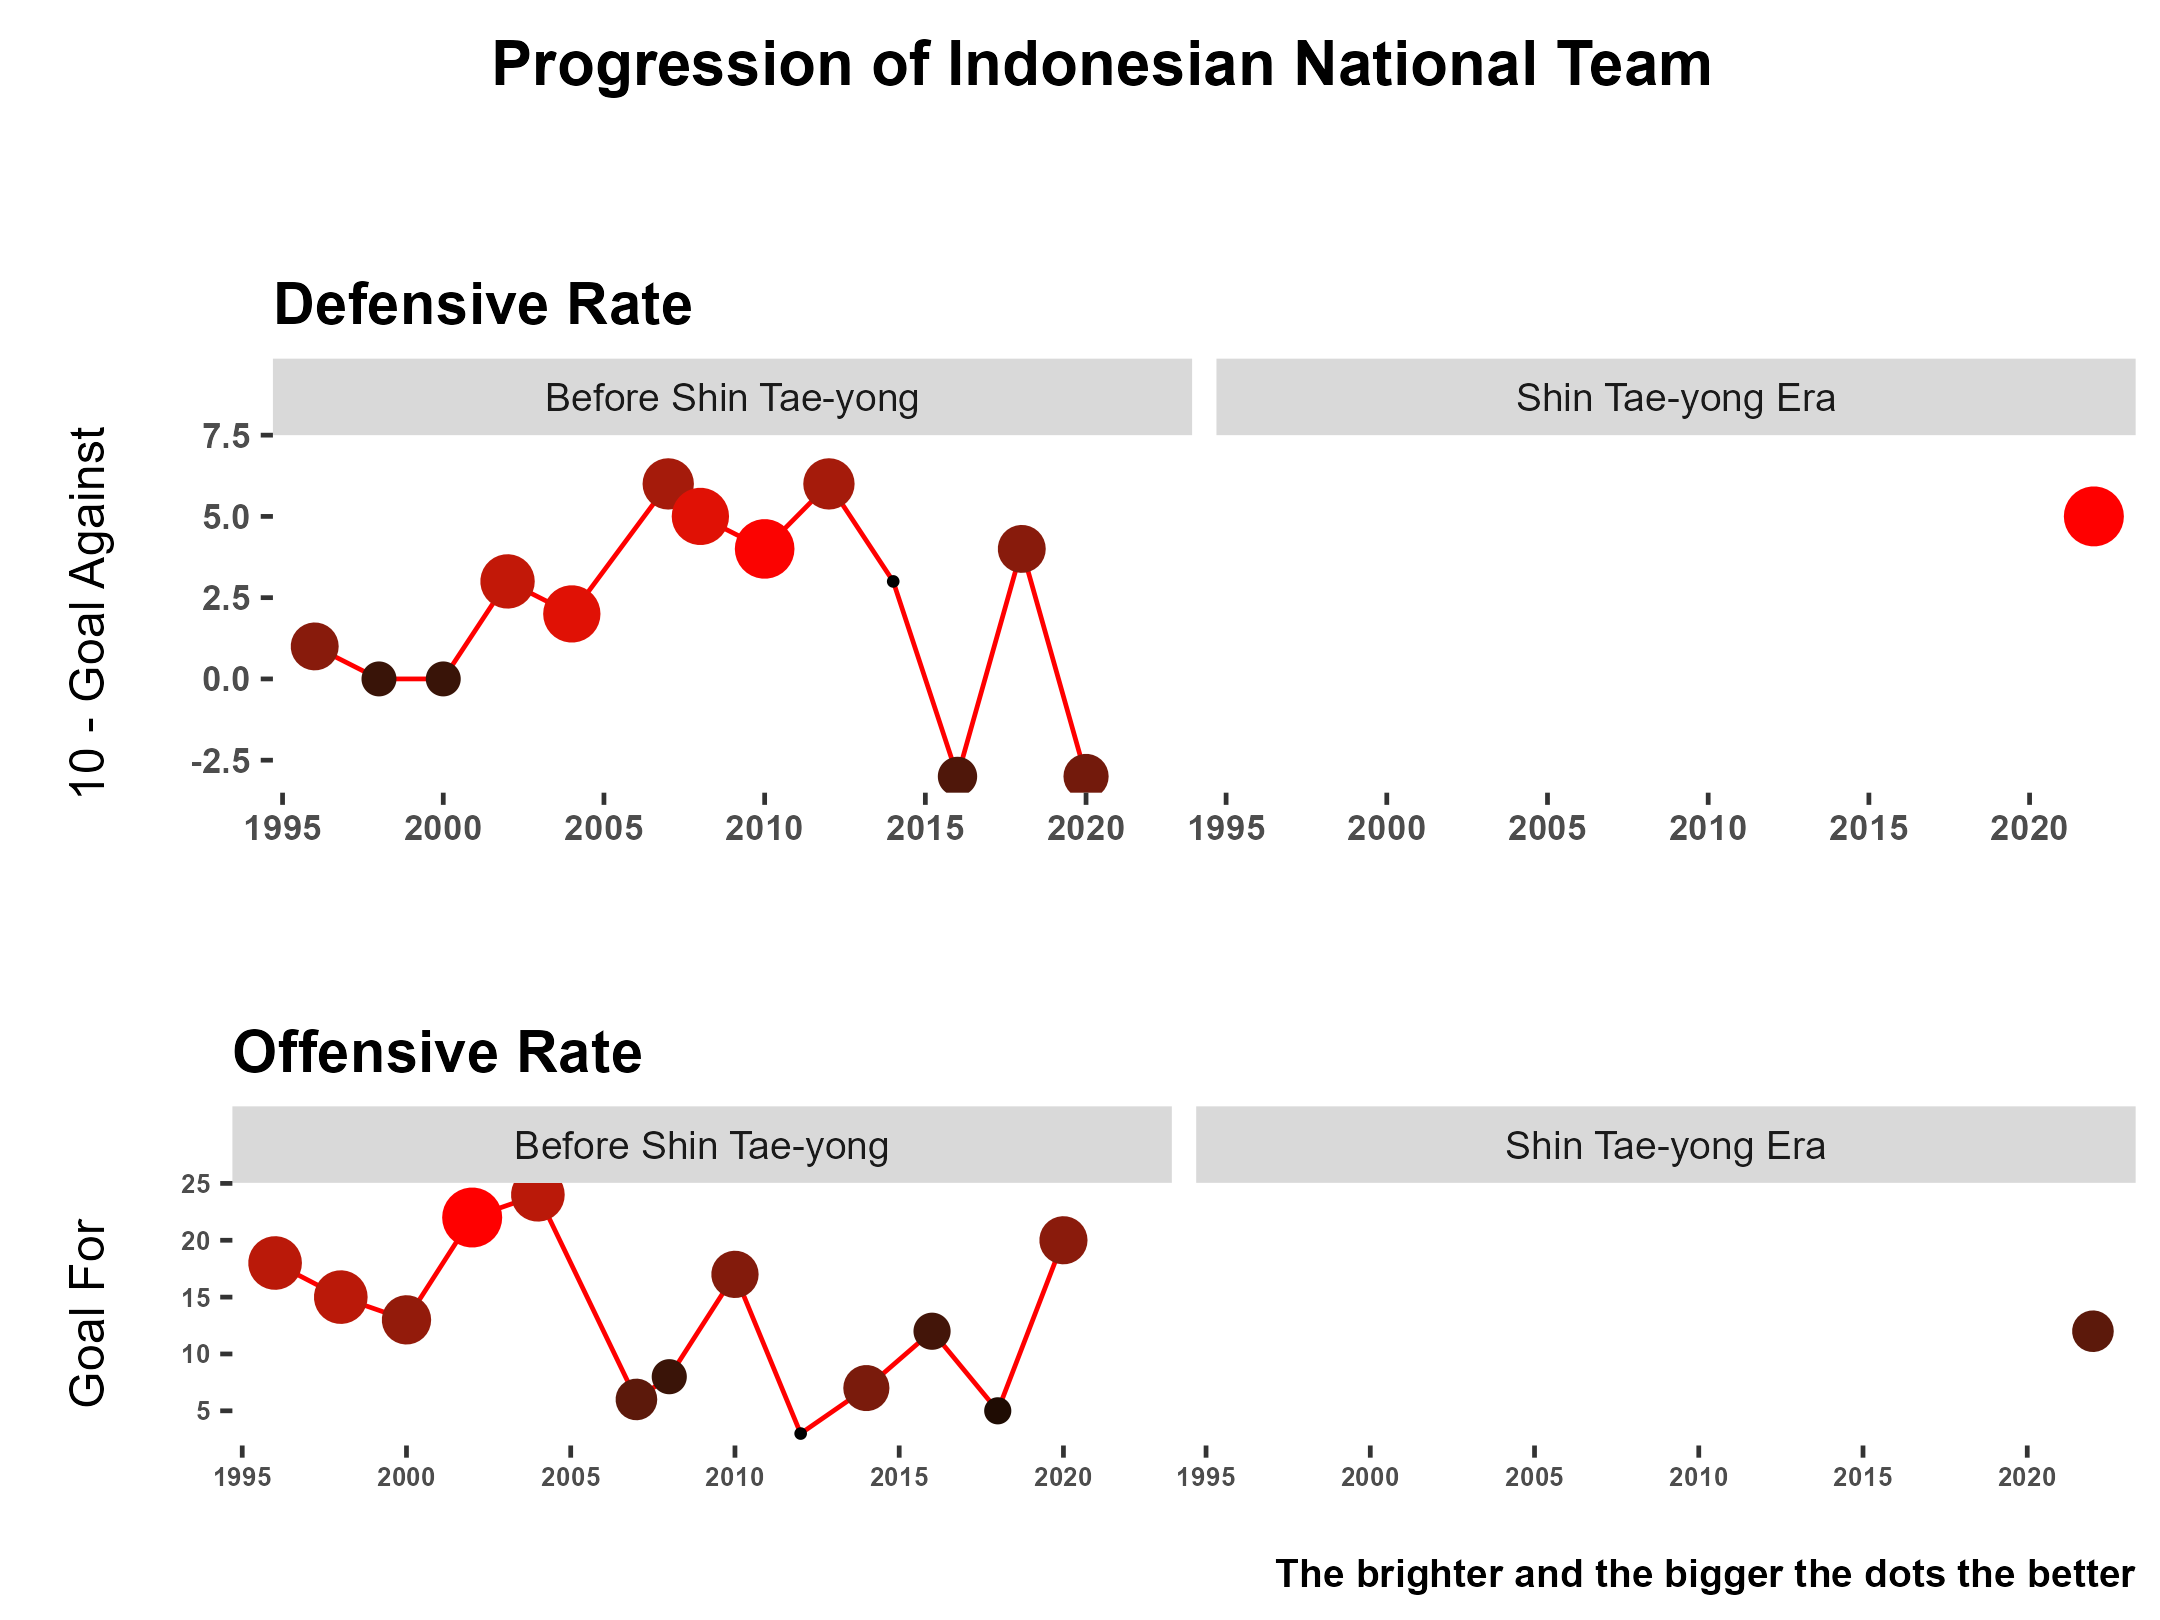 Progression of Indonesian National Team
Defensive Rate
Before Shin Tae-yong
Shin Tae-yong Era
10 - Goal Against
7.5
5.0
2.5
0.0
-2.5
1995 2000 2005 2010 2015 2020 1995 2000 2005 2010 2015 2020
Offensive Rate
Before Shin Tae-yong
Shin Tae-yong Era
Goal For
25
20
15
10
5
1995 2000 2005 2010 2015 2020 1995 2000 2005 2010 2015 2020
The brighter and the bigger the dots the better